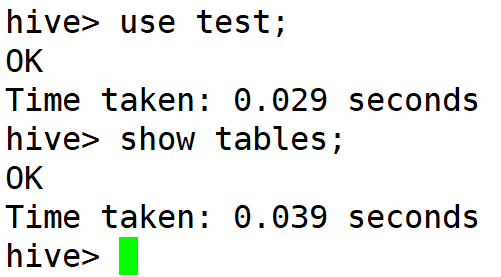 hive> use test;
OK
Time taken: 0.029 seconds
hive> show tables;
OK
Time taken: 0.039 seconds
hive>